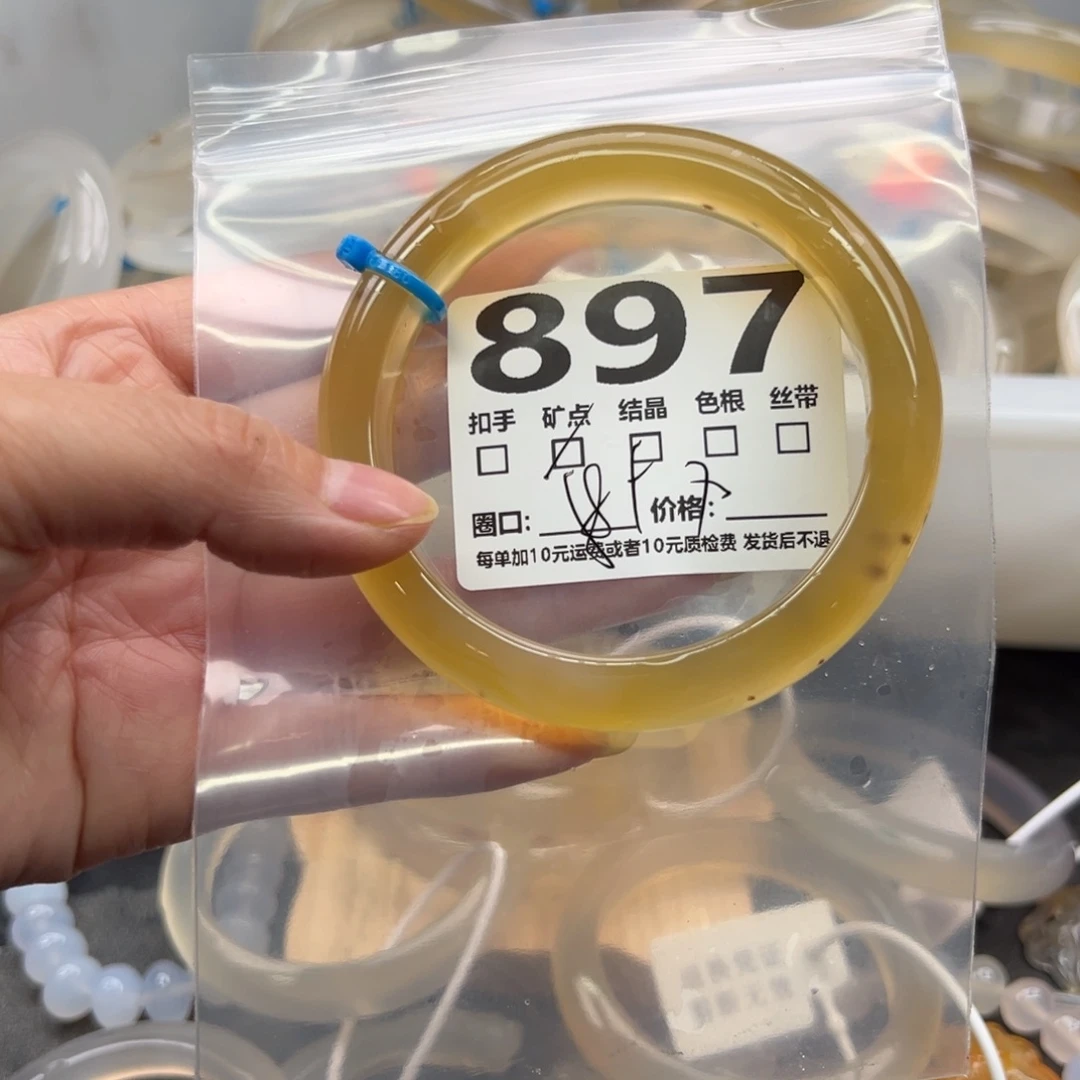 897
扣手 矿点 结晶 色根 丝带
圈口: 价格:
每单加10元运费或者10元质检费 发货后不退